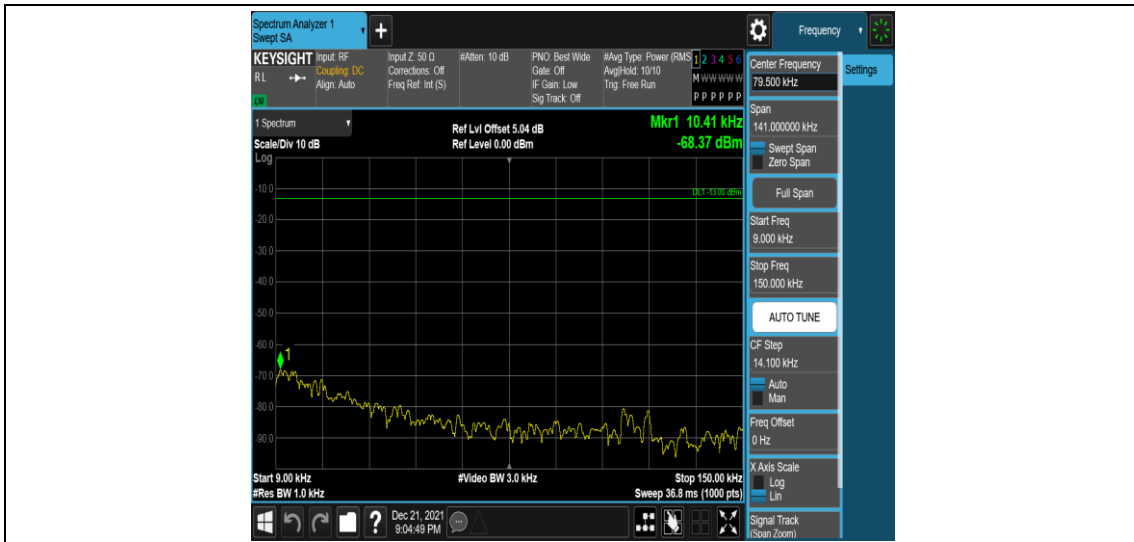 Spectrum Analyzer 1
Swept SA
Frequency
KEYSIGHT
RL
Input: RF
Coupling: DC
Align: Auto
Input Z: 50 Ω
Corrections: Off
Freq Ref: Int (S)
#Atten: 10 dB
PNO: Best Wide
Gate: Off
IF Gain: Low
Sig Track: Off
#Avg Type: Power (RMS
Avg|Hold: 10/10
Trig: Free Run
1 2 3 4 5 6
M W W W W W
P P P P P P
1 Spectrum
Scale/Div 10 dB
Ref Lvl Offset 5.04 dB
Ref Level 0.00 dBm
Mkr1 10.41 kHz
-68.37 dBm
Log
DL1 -13.00 dBm
-10.0
-20.0
-30.0
-40.0
-50.0
-60.0
-70.0
-80.0
-90.0
1
Start 9.00 kHz
#Res BW 1.0 kHz
#Video BW 3.0 kHz
Stop 150.00 kHz
Sweep 36.8 ms (1000 pts)
Dec 21, 2021
9:04:49 PM
Center Frequency
79.500 kHz
Settings
Span
141.000000 kHz
Swept Span
Zero Span
Full Span
Start Freq
9.000 kHz
Stop Freq
150.000 kHz
AUTO TUNE
CF Step
14.100 kHz
Auto
Man
Freq Offset
0 Hz
X Axis Scale
Log
Lin
Signal Track
(Span Zoom)